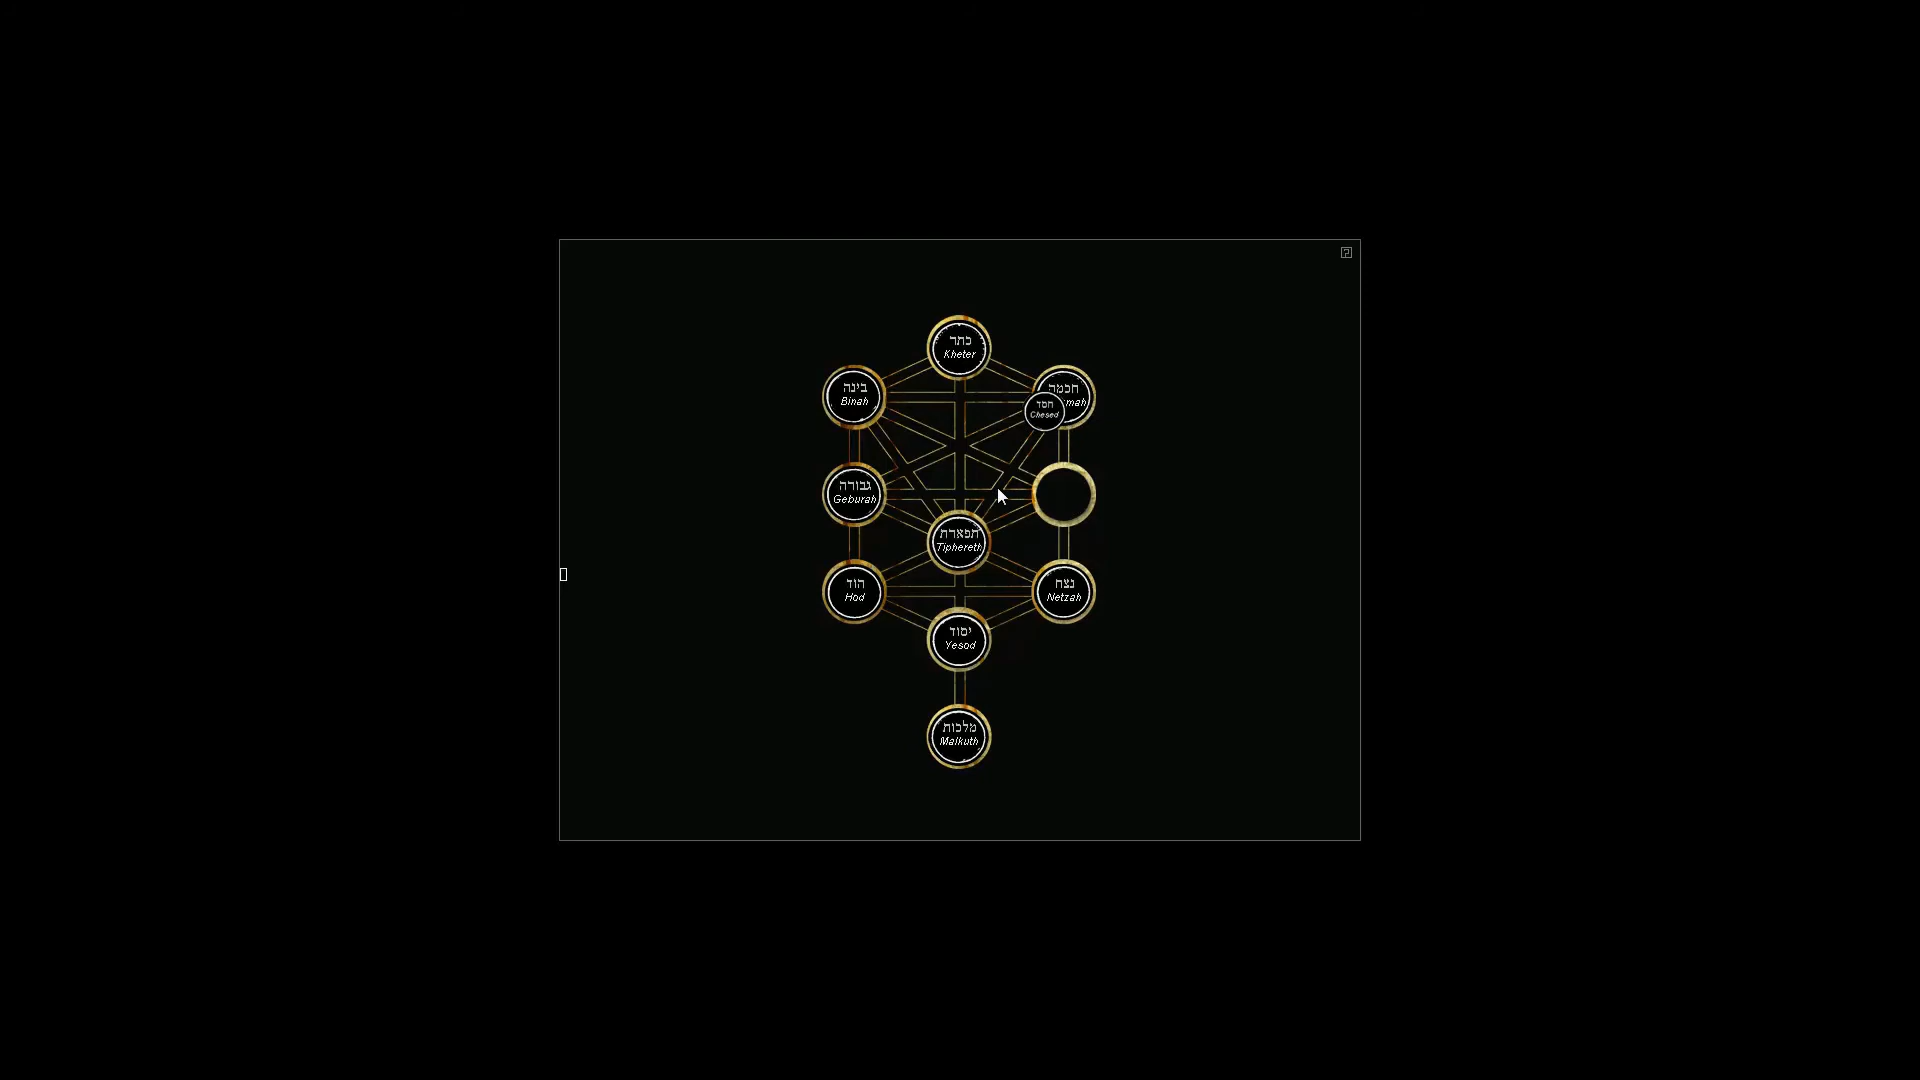 כתר
Kheter
בינה
Binah
חכמה
mah
חסד
Chesed
גבורה
Geburah
תפארת
Tiphereth
הוד
Hod
נצח
Netzah
יסוד
Yesod
מלכות
Malkuth